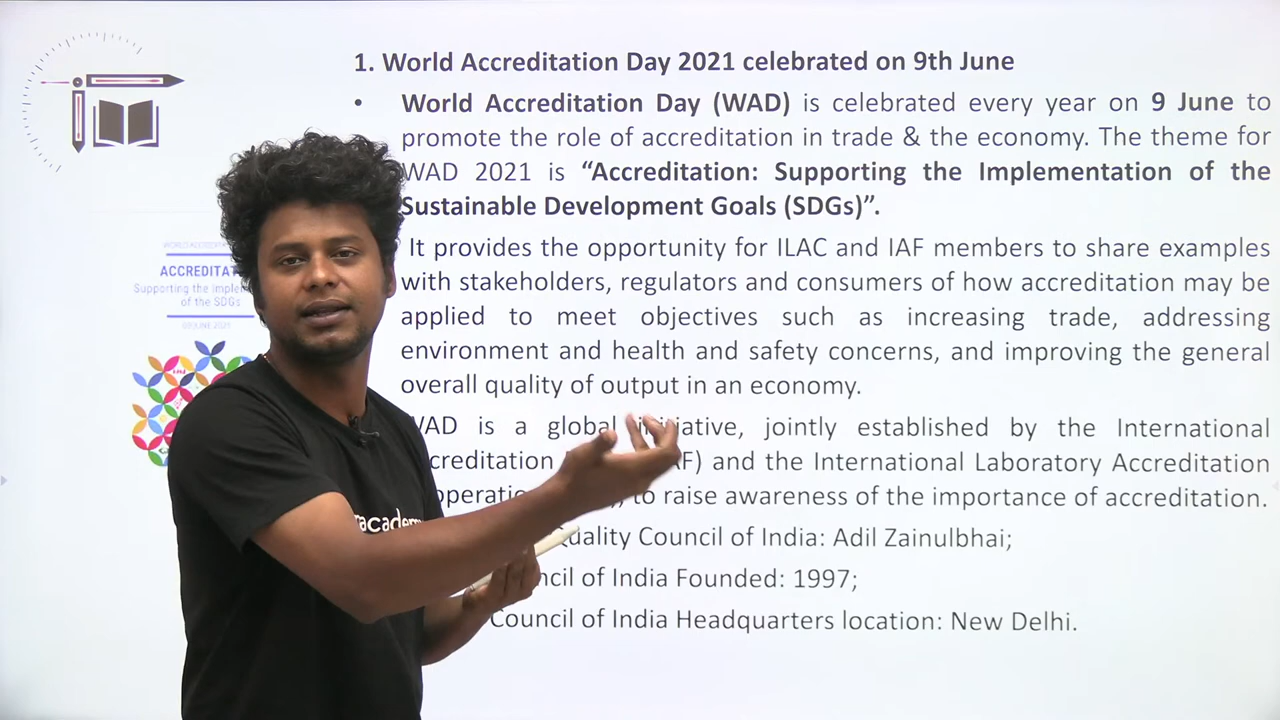 1. World Accreditation Day 2021 celebrated on 9th June
• World Accreditation Day (WAD) is celebrated every year on 9 June to
promote the role of accreditation in trade & the economy. The theme for
WAD 2021 is “Accreditation: Supporting the Implementation of the
Sustainable Development Goals (SDGs)”.
It provides the opportunity for ILAC and IAF members to share examples
with stakeholders, regulators and consumers of how accreditation may be
applied to meet objectives such as increasing trade, addressing
environment and health and safety concerns, and improving the general
overall quality of output in an economy.
WAD is a global initiative, jointly established by the International
and the International Laboratory Accreditation
to raise awareness of the importance of accreditation.
Quality Council of India: Adil Zainulbhai;
of India Founded: 1997;
Council of India Headquarters location: New Delhi.
Supporting the
of the SDGs
09 JUNE 2021